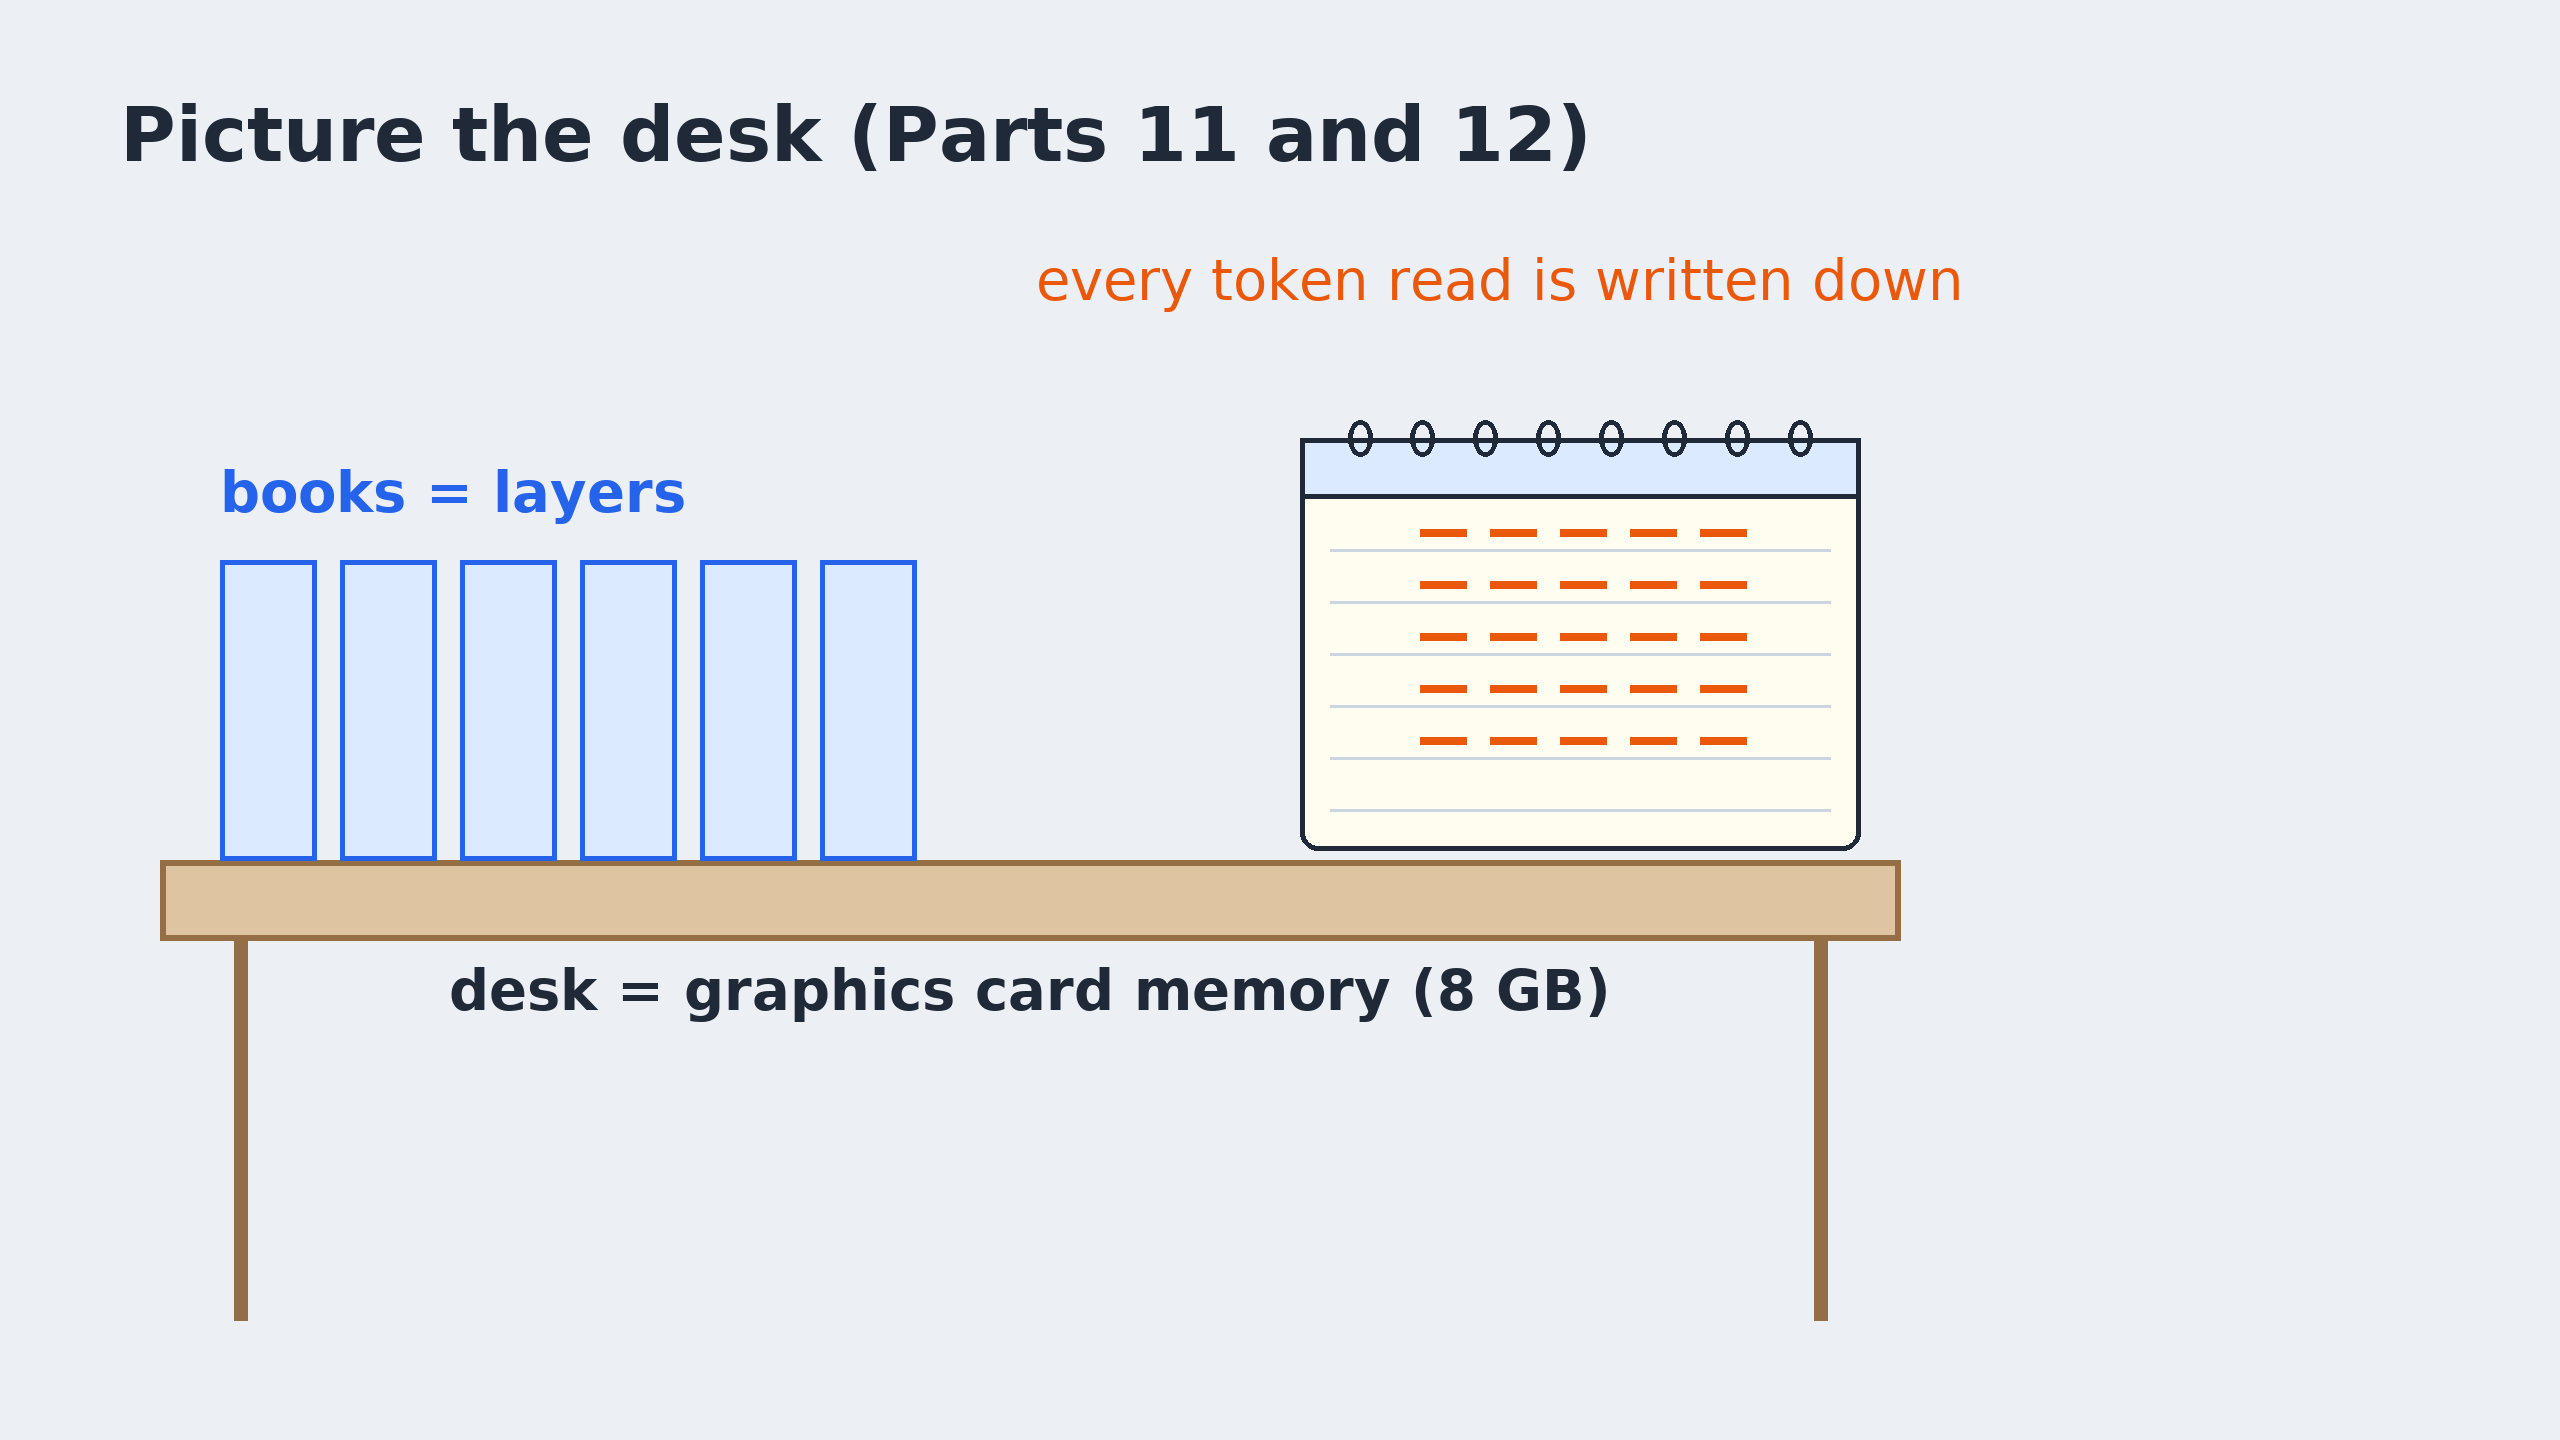 Picture the desk (Parts 11 and 12)
every token read is written down
books = layers
desk = graphics card memory (8 GB)